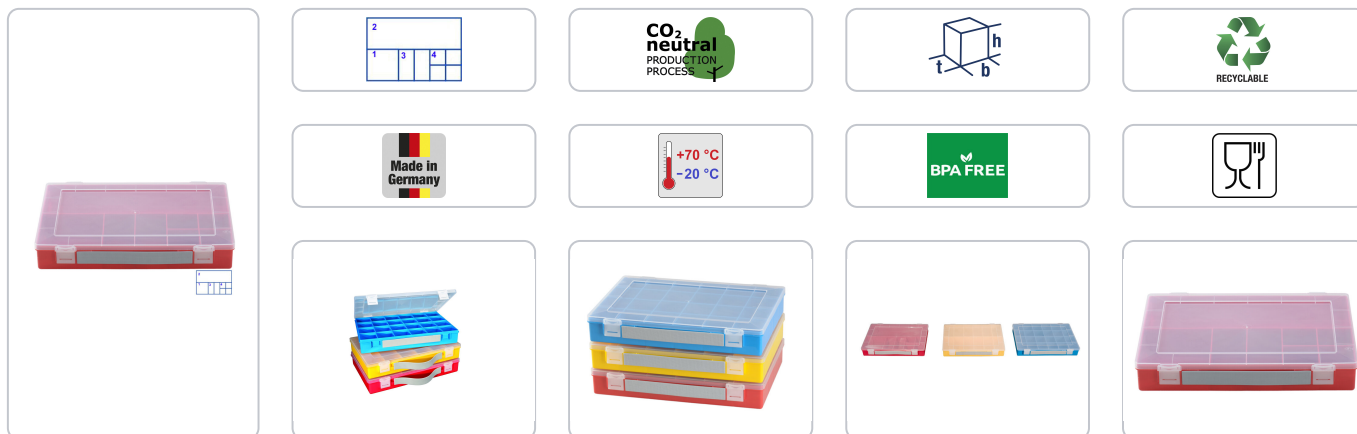 2
1
3
4
CO₂
neutral
PRODUCTION
PROCESS
h
t
b
RECYCLABLE
Made in
Germany
+70 °C
-20 °C
BPA FREE